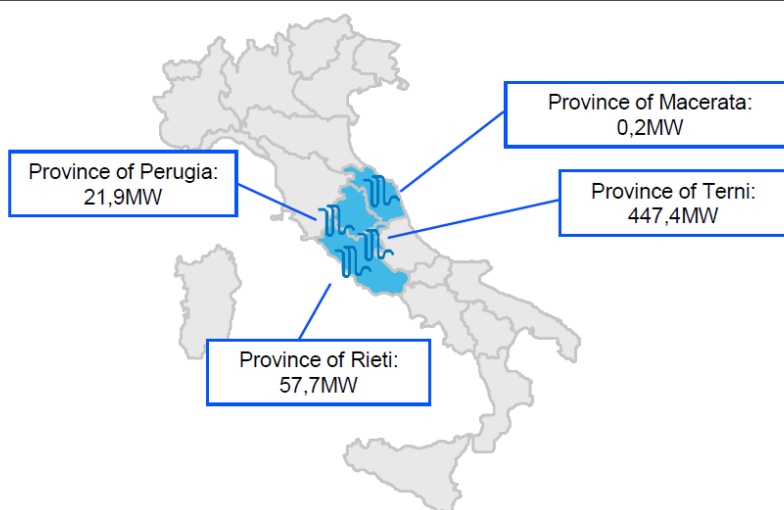 Province of Macerata:
0,2MW
Province of Perugia:
21,9MW
Province of Terni:
447,4MW
Province of Rieti:
57,7MW